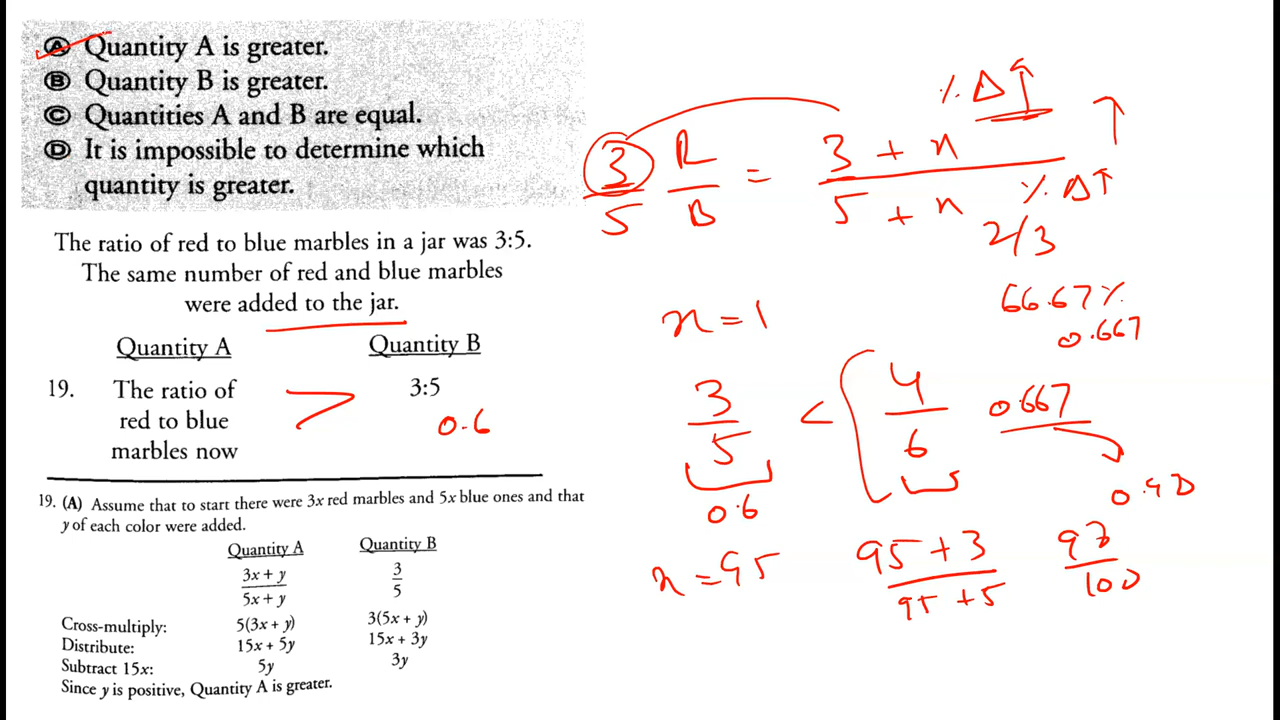 Ⓐ Quantity A is greater.
Ⓑ Quantity B is greater.
Ⓒ Quantities A and B are equal.
Ⓓ It is impossible to determine which
quantity is greater.
The ratio of red to blue marbles in a jar was 3:5.
The same number of red and blue marbles
were added to the jar.
Quantity A Quantity B
19. The ratio of 3:5
red to blue > 0.6
marbles now
19. (A) Assume that to start there were 3x red marbles and 5x blue ones and that
y of each color were added.
Quantity A Quantity B
3x + y 3
5x + y 5
Cross-multiply: 5(3x + y) 3(5x + y)
Distribute: 15x + 5y 15x + 3y
Subtract 15x: 5y 3y
Since y is positive, Quantity A is greater.
% Δ ↑
3 R = 3 + n ↑
5 B 5 + n % Δ ↑
2/3
66.67%
0.667
n = 1
3 < 4 0.667
5 6
0.6
n = 95 95 + 3
95 + 5 100